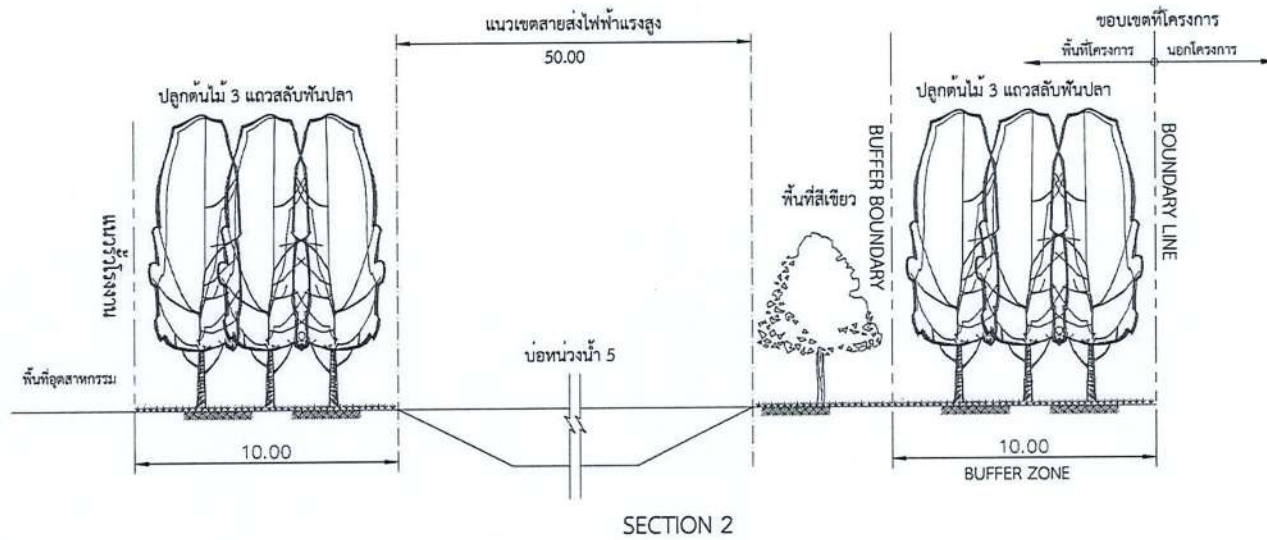 แนวเขตสายส่งไฟฟ้าแรงสูง
50.00
ขอบเขตที่โครงการ
พื้นที่โครงการ
นอกโครงการ
ปลูกต้นไม้ 3 แถวสลับฟันปลา
ปลูกต้นไม้ 3 แถวสลับฟันปลา
แนวรั้วโรงงาน
พื้นที่สีเขียว
BUFFER BOUNDARY
BOUNDARY LINE
บ่อหน่วงน้ำ 5
พื้นที่อุตสาหกรรม
10.00
10.00
BUFFER ZONE
SECTION 2